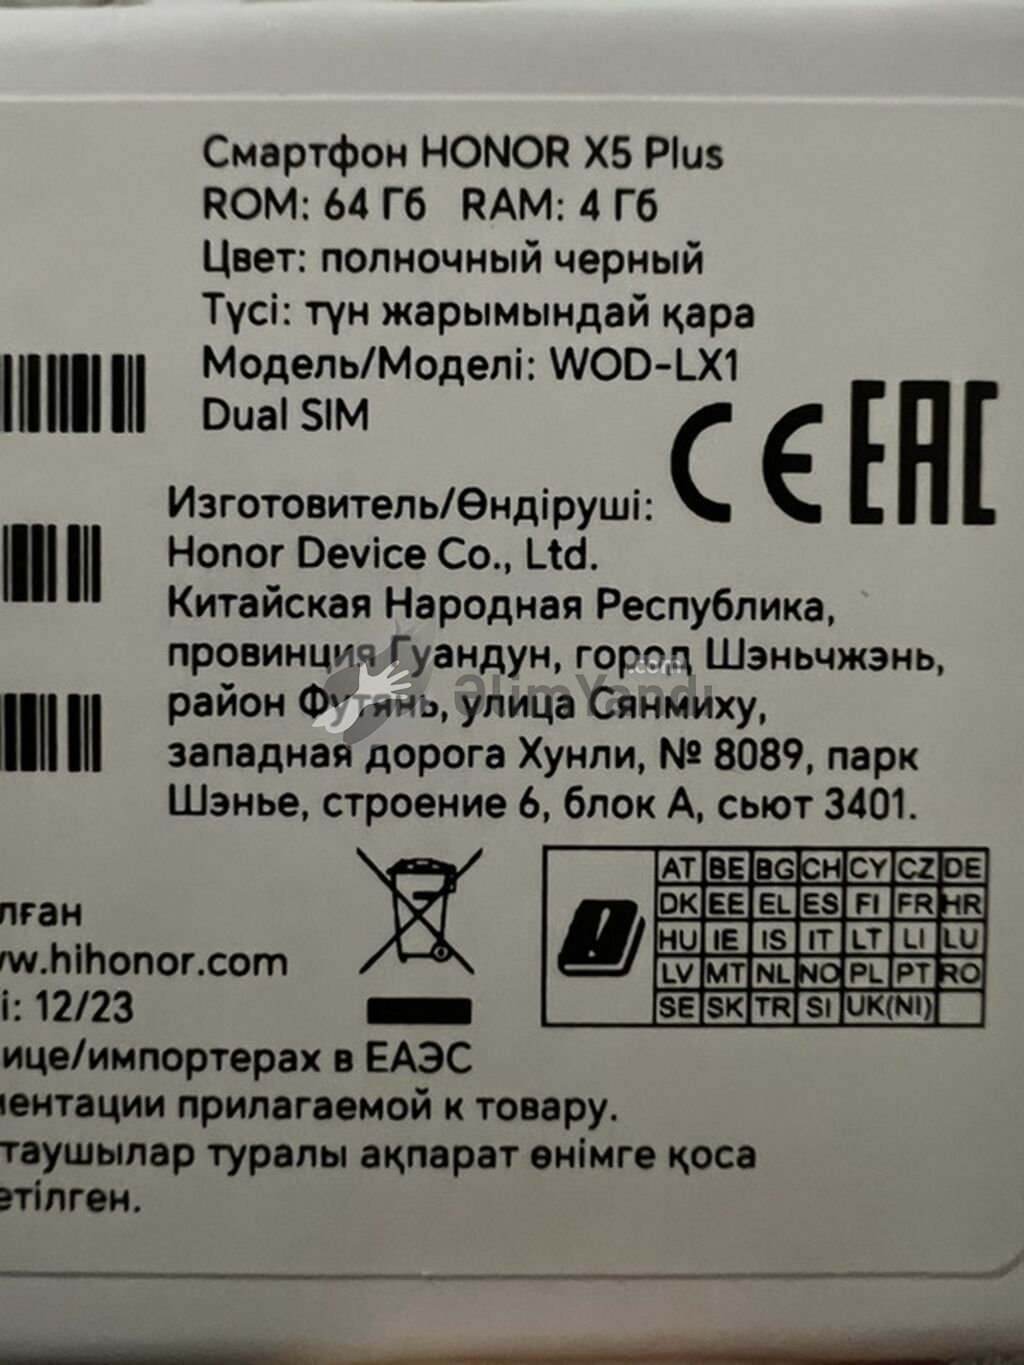 Смартфон HONOR X5 Plus
ROM: 64 Гб RAM: 4 Гб
Цвет: полночный черный
Түсі: түн жарымындай қара
Модель/Моделі: WOD-LX1
Dual SIM
CE EAC
Изготовитель/Өндіруші:
Honor Device Co., Ltd.
Китайская Народная Республика,
провинция Гуандун, город Шэньчжэнь,
район Футянь, улица Сянмиху,
западная дорога Хунли, № 8089, парк
Шэнье, строение 6, блок А, сьют 3401.
ƏlimYandı.com
AT BE BG CH CY CZ DE
DK EE EL ES FI FR HR
HU IE IS IT LT LI LU
LV MT NL NO PL PT RO
SE SK TR SI UK(NI)
лған
w.hihonor.com
і: 12/23
ице/импортерах в ЕАЭС
ентации прилагаемой к товару.
таушылар туралы ақпарат өнімге қоса
етілген.